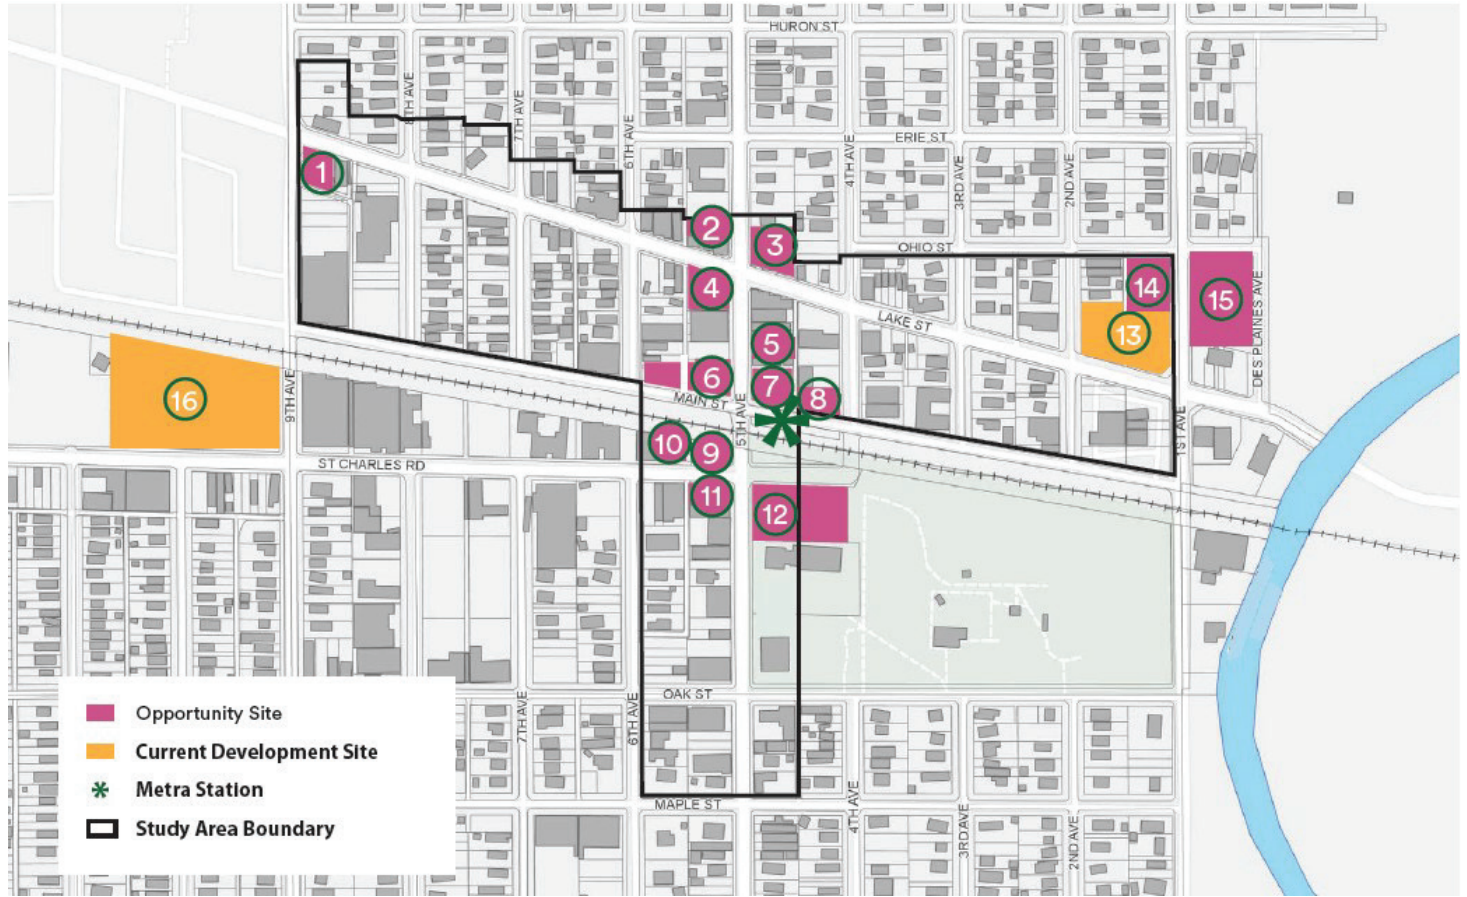 HURON ST
8TH AVE
7TH AVE
6TH AVE
ERIE ST
4TH AVE
3RD AVE
2ND AVE
1
2
3
OHIO ST
4
14
15
DES PLAINES AVE
LAKE ST
13
5
6
7
8
MAIN ST
5TH AVE
16
9TH AVE
10
9
1ST AVE
ST CHARLES RD
11
12
OAK ST
7TH AVE
6TH AVE
MAPLE ST
4TH AVE
3RD AVE
2ND AVE
Opportunity Site
Current Development Site
Metra Station
Study Area Boundary